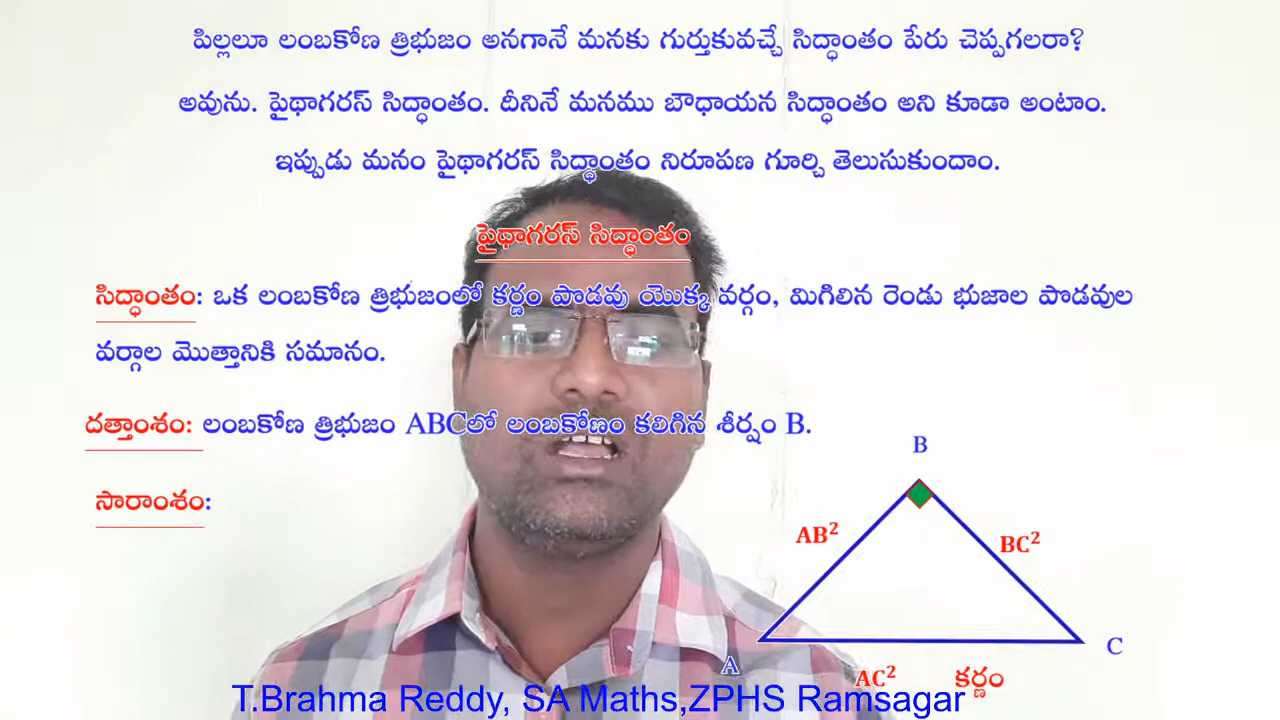 పిల్లలూ లంబకోణ త్రిభుజం అనగానే మనకు గుర్తుకువచ్చే సిద్ధాంతం పేరు చెప్పగలరా?
అవును. పైథాగరస్ సిద్ధాంతం. దీనినే మనము బౌధాయన సిద్ధాంతం అని కూడా అంటాం.
ఇప్పుడు మనం పైథాగరస్ సిద్ధాంతం నిరూపణ గూర్చి తెలుసుకుందాం.
పైథాగరస్ సిద్ధాంతం
సిద్ధాంతం: ఒక లంబకోణ త్రిభుజంలో కర్ణం పొడవు యొక్క వర్గం, మిగిలిన రెండు భుజాల పొడవుల
వర్గాల మొత్తానికి సమానం.
దత్తాంశం: లంబకోణ త్రిభుజం ABCలో లంబకోణం కలిగిన శీర్షం B.
సారాంశం:
B
AB²
BC²
A
C
AC² కర్ణం
T.Brahma Reddy, SA Maths,ZPHS Ramsagar